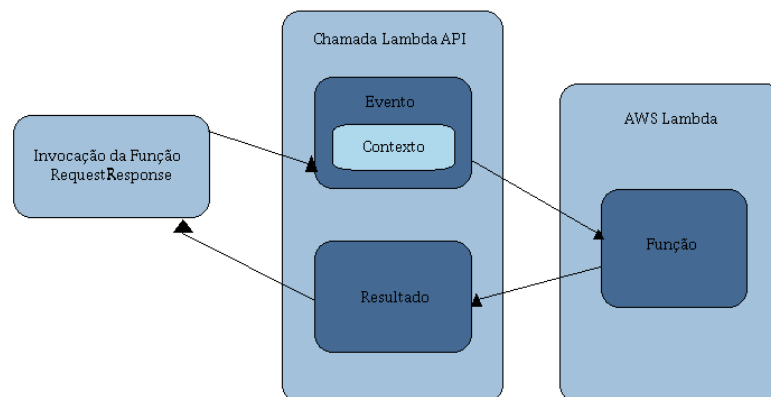 Chamada Lambda API
Evento
Contexto
AWS Lambda
Invocação da Função
RequestResponse
Função
Resultado